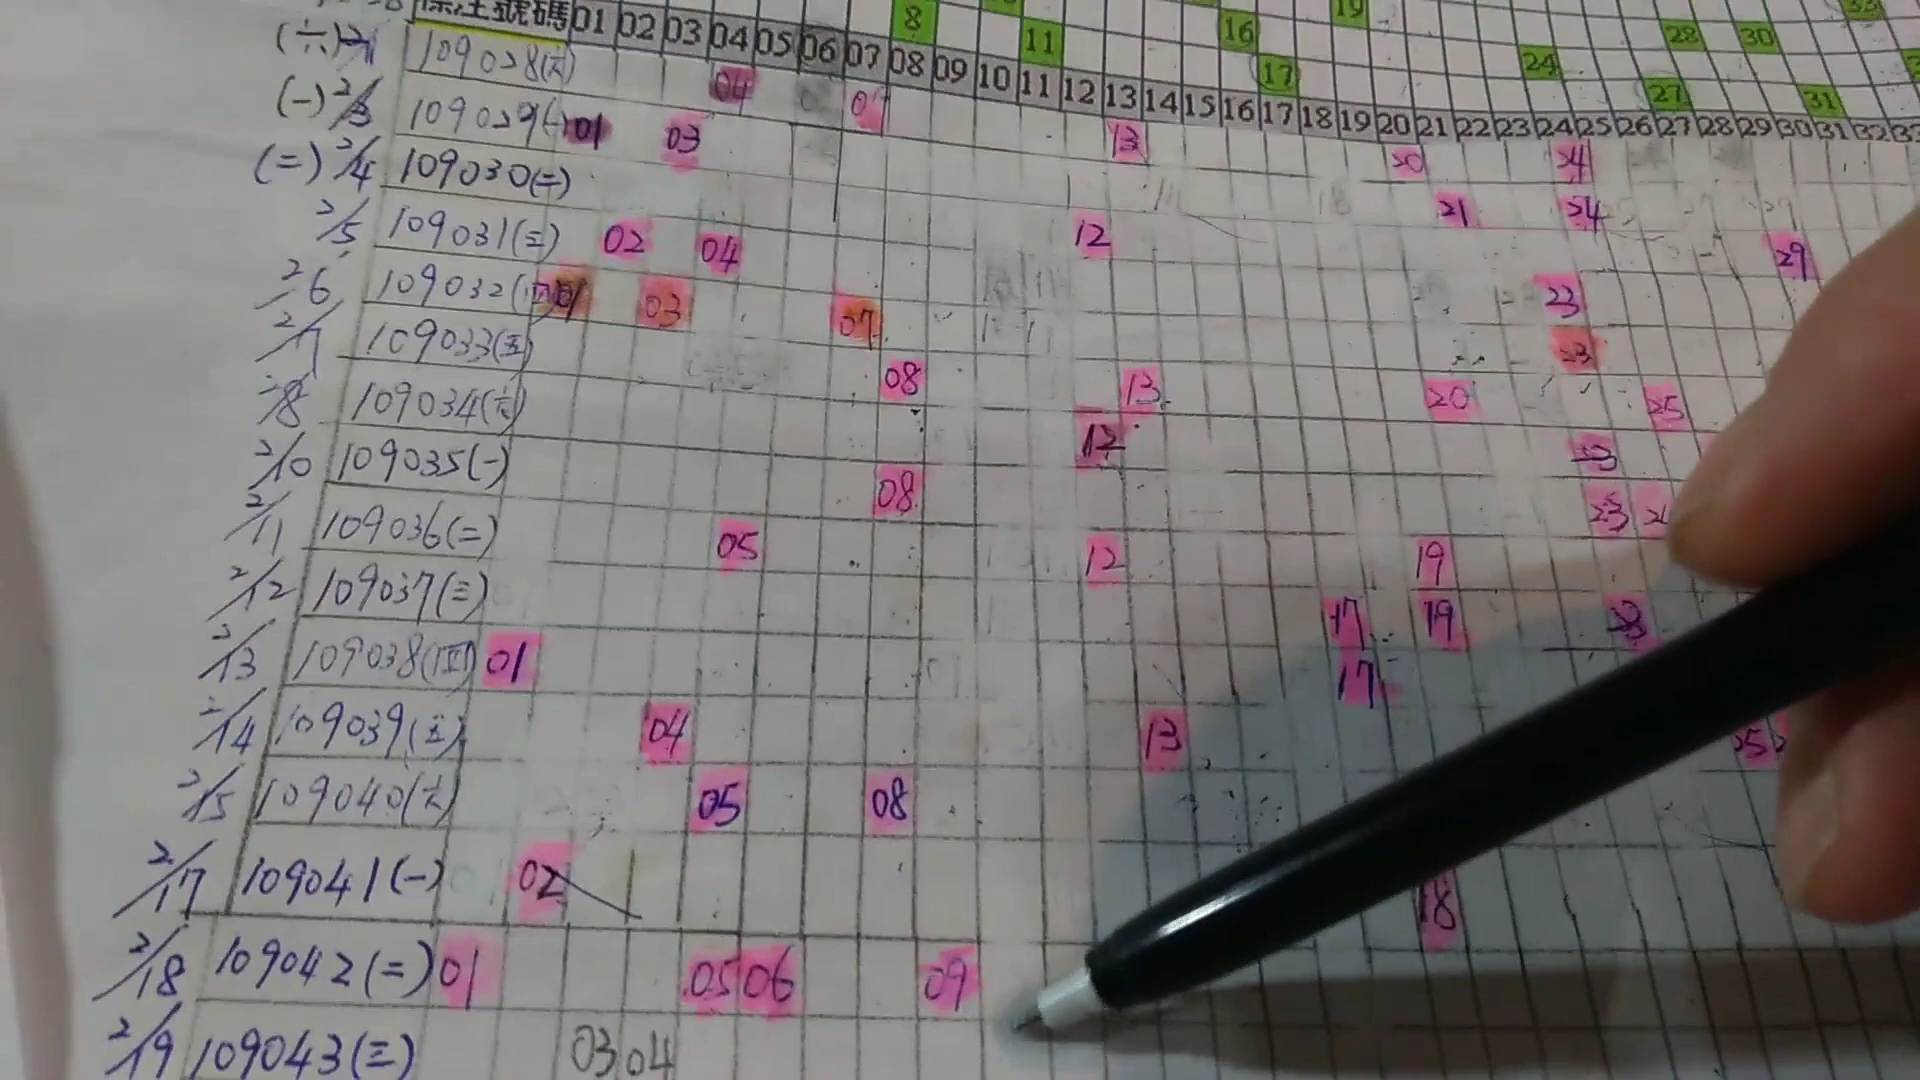 8 16 19 28 30 33
11 17 24 27 31
號碼 01 02 03 04 05 06 07 08 09 10 11 12 13 14 15 16 17 18 19 20 21 22 23 24 25 26 27 28 29 30 31 32 33
(六) 109028(六) 04 07 13 20 24
(一) 2/3 109029(一) 01 03 21 24
(二) 2/4 109030(二) 12 29
2/5 109031(三) 02 04 23
2/6 109032(四) 01 03 07 23
2/7 109033(五) 08 13 20 25
2/8 109034(六) 12 23
2/10 109035(一) 08 23
2/11 109036(二) 05 12 19
2/12 109037(三) 17 19
2/13 109038(四) 01 17
2/14 109039(五) 04 13 25
2/15 109040(六) 05 08
2/17 109041(一) 02 18
2/18 109042(二) 01 05 06 09
2/19 109043(三) 03 04